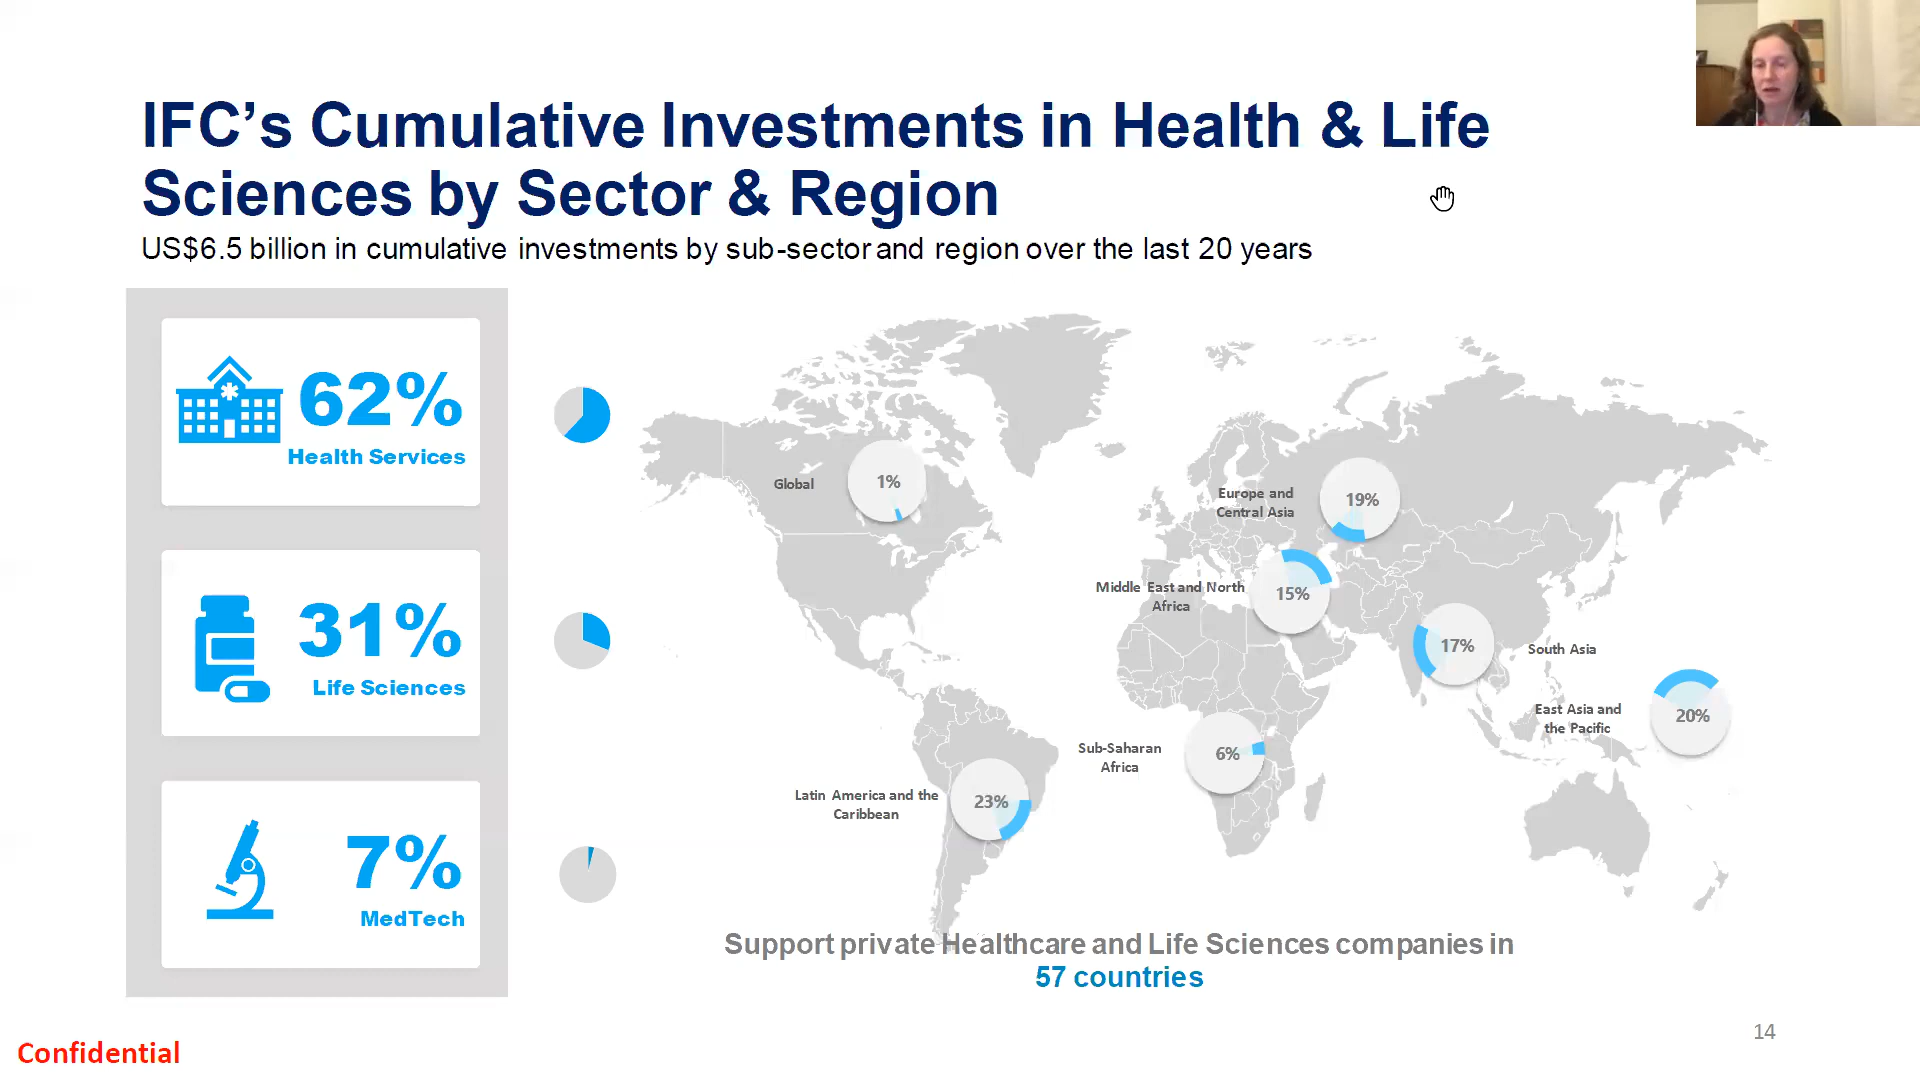 IFC’s Cumulative Investments in Health & Life
Sciences by Sector & Region
US$6.5 billion in cumulative investments by sub-sector and region over the last 20 years
62%
Health Services
31%
Life Sciences
7%
MedTech
Global
1%
Europe and
Central Asia
19%
Middle East and North
Africa
15%
17%
South Asia
East Asia and
the Pacific
20%
Sub-Saharan
Africa
6%
Latin America and the
Caribbean
23%
Support private Healthcare and Life Sciences companies in
57 countries
14
Confidential